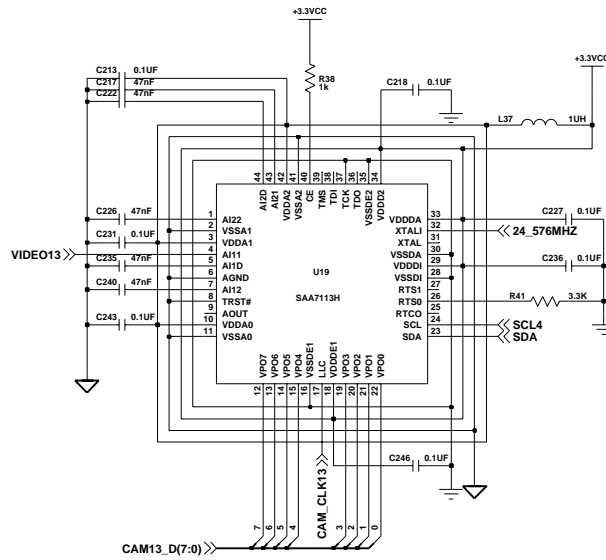 +3.3VCC
+3.3VCC
C213 0.1UF
C217 47nF
C222 47nF
R38
1k
C218 0.1UF
L37 1UH
44 43 42 41 40 39 38 37 36 35 34
AI2D AI21 VDDA2 VSSA2 CE TMS TDI TCK TDO VSSDE2 VDDD2
C226 47nF 1 AI22
2 VSSA1
C231 0.1UF 3 VDDA1
VIDEO13 4 AI11
C235 47nF 5 AI1D
6 AGND
C240 47nF 7 AI12
8 TRST#
9 AOUT
C243 0.1UF 10 VDDA0
11 VSSA0
U19
SAA7113H
VDDDA 33 C227 0.1UF
XTALI 32 24_576MHZ
XTAL 31
VSSDA 30
VDDDI 29 C236 0.1UF
VSSDI 28
RTS1 27
RTS0 26 R41 3.3K
RTCO 25
SCL 24 SCL4
SDA 23 SDA
VPO7 VPO6 VPO5 VPO4 VSSDE1 LLC VDDDE1 VPO3 VPO2 VPO1 VPO0
12 13 14 15 16 17 18 19 20 21 22
CAM_CLK13
C246 0.1UF
7 6 5 4 3 2 1 0
CAM13_D(7:0)